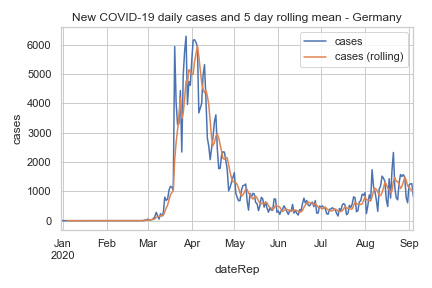 New COVID-19 daily cases and 5 day rolling mean - Germany
cases
cases (rolling)
6000
5000
4000
3000
2000
1000
0
cases
Jan Feb Mar Apr May Jun Jul Aug Sep
2020
dateRep